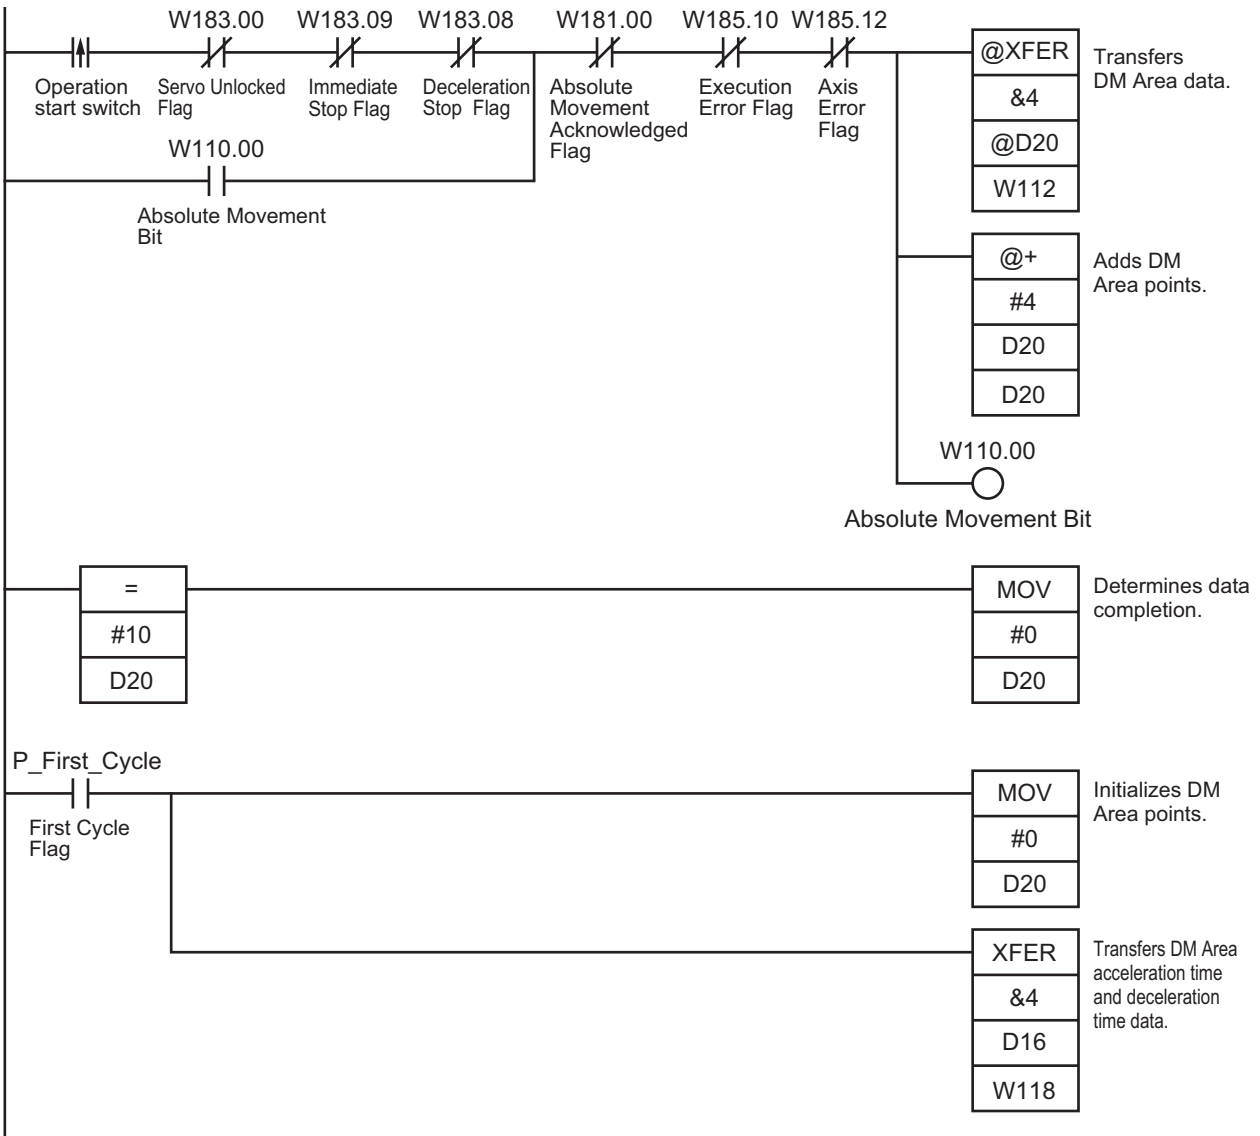 W183.00 W183.09 W183.08 W181.00 W185.10 W185.12
Operation
start switch
Servo Unlocked
Flag
Immediate
Stop Flag
Deceleration
Stop Flag
Absolute
Movement
Acknowledged
Flag
Execution
Error Flag
Axis
Error
Flag
@XFER
&4
@D20
W112
Transfers
DM Area data.
W110.00
Absolute Movement
Bit
@+
#4
D20
D20
Adds DM
Area points.
W110.00
Absolute Movement Bit
=
#10
D20
MOV
#0
D20
Determines data
completion.
P_First_Cycle
First Cycle
Flag
MOV
#0
D20
Initializes DM
Area points.
XFER
&4
D16
W118
Transfers DM Area
acceleration time
and deceleration
time data.